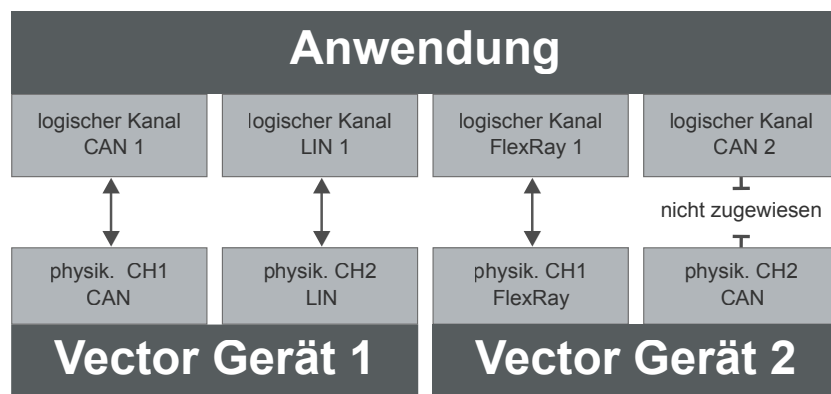 Anwendung
logischer Kanal
CAN 1
logischer Kanal
LIN 1
logischer Kanal
FlexRay 1
logischer Kanal
CAN 2
nicht zugewiesen
physik. CH1
CAN
physik. CH2
LIN
physik. CH1
FlexRay
physik. CH2
CAN
Vector Gerät 1
Vector Gerät 2